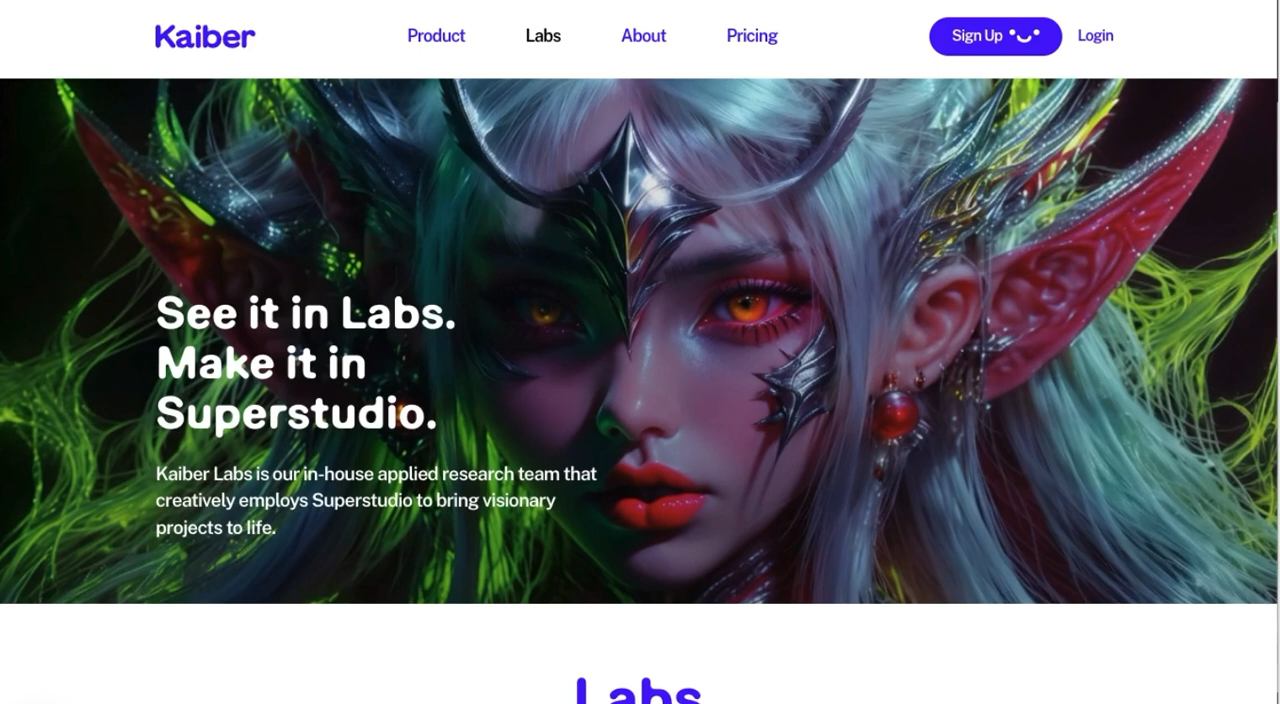 Kaiber
Product
Labs
About
Pricing
Sign Up
Login
See it in Labs.
Make it in
Superstudio.
Kaiber Labs is our in-house applied research team that
creatively employs Superstudio to bring visionary
projects to life.
Labs